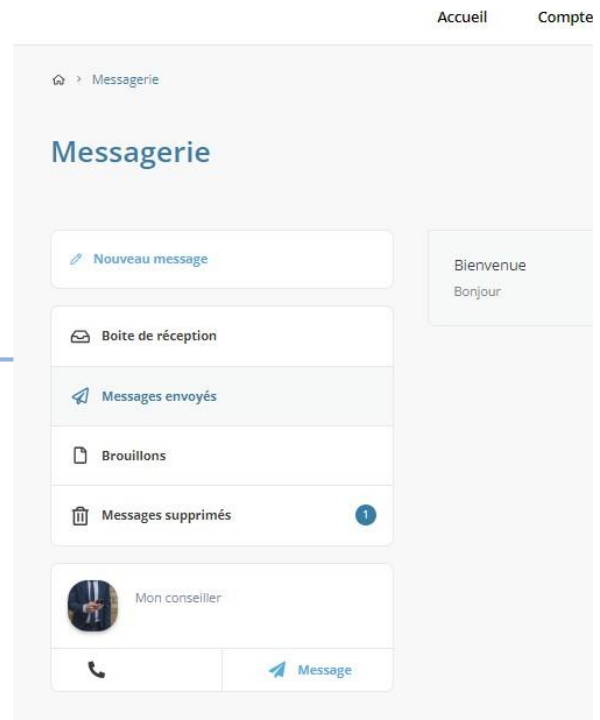 Accueil Compte
Messagerie
Messagerie
Nouveau message
Bienvenue
Bonjour
Boite de réception
Messages envoyés
Brouillons
Messages supprimés 1
Mon conseiller
Message